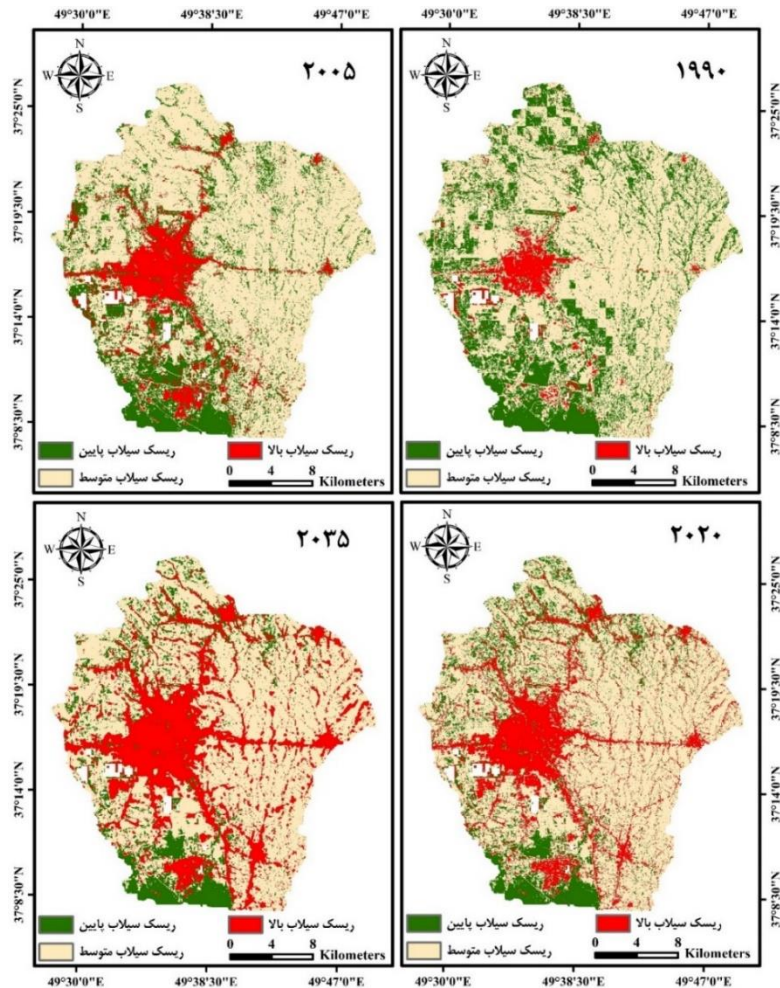 49°30'0"E 49°38'30"E 49°47'0"E 49°30'0"E 49°38'30"E 49°47'0"E
۲۰۰۵
N
W E
S
37°25'0"N
37°19'30"N
37°14'0"N
37°8'30"N
ریسک سیلاب پایین
ریسک سیلاب بالا
ریسک سیلاب متوسط
0 4 8
Kilometers
۱۹۹۰
N
W E
S
37°25'0"N
37°19'30"N
37°14'0"N
37°8'30"N
ریسک سیلاب پایین
ریسک سیلاب بالا
ریسک سیلاب متوسط
0 4 8
Kilometers
۲۰۳۵
N
W E
S
37°25'0"N
37°19'30"N
37°14'0"N
37°8'30"N
ریسک سیلاب پایین
ریسک سیلاب بالا
ریسک سیلاب متوسط
0 4 8
Kilometers
۲۰۲۰
N
W E
S
37°25'0"N
37°19'30"N
37°14'0"N
37°8'30"N
ریسک سیلاب پایین
ریسک سیلاب بالا
ریسک سیلاب متوسط
0 4 8
Kilometers
49°30'0"E 49°38'30"E 49°47'0"E 49°30'0"E 49°38'30"E 49°47'0"E